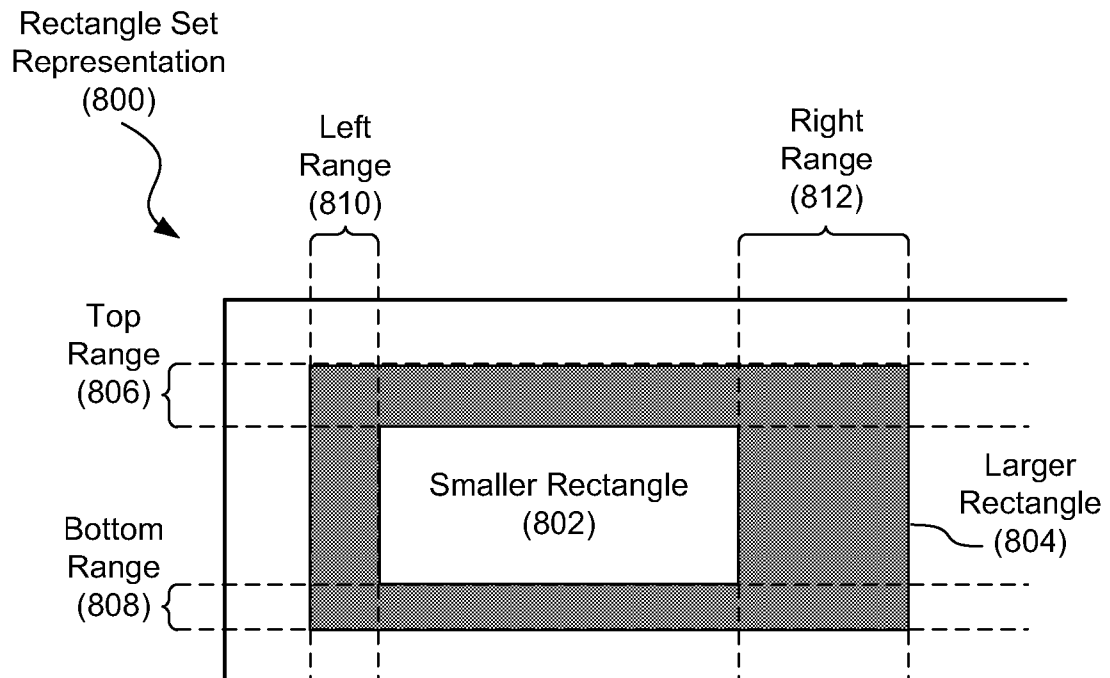 Rectangle Set
Representation
(800)
Left
Range
(810)
Right
Range
(812)
Top
Range
(806)
Smaller Rectangle
(802)
Larger
Rectangle
(804)
Bottom
Range
(808)